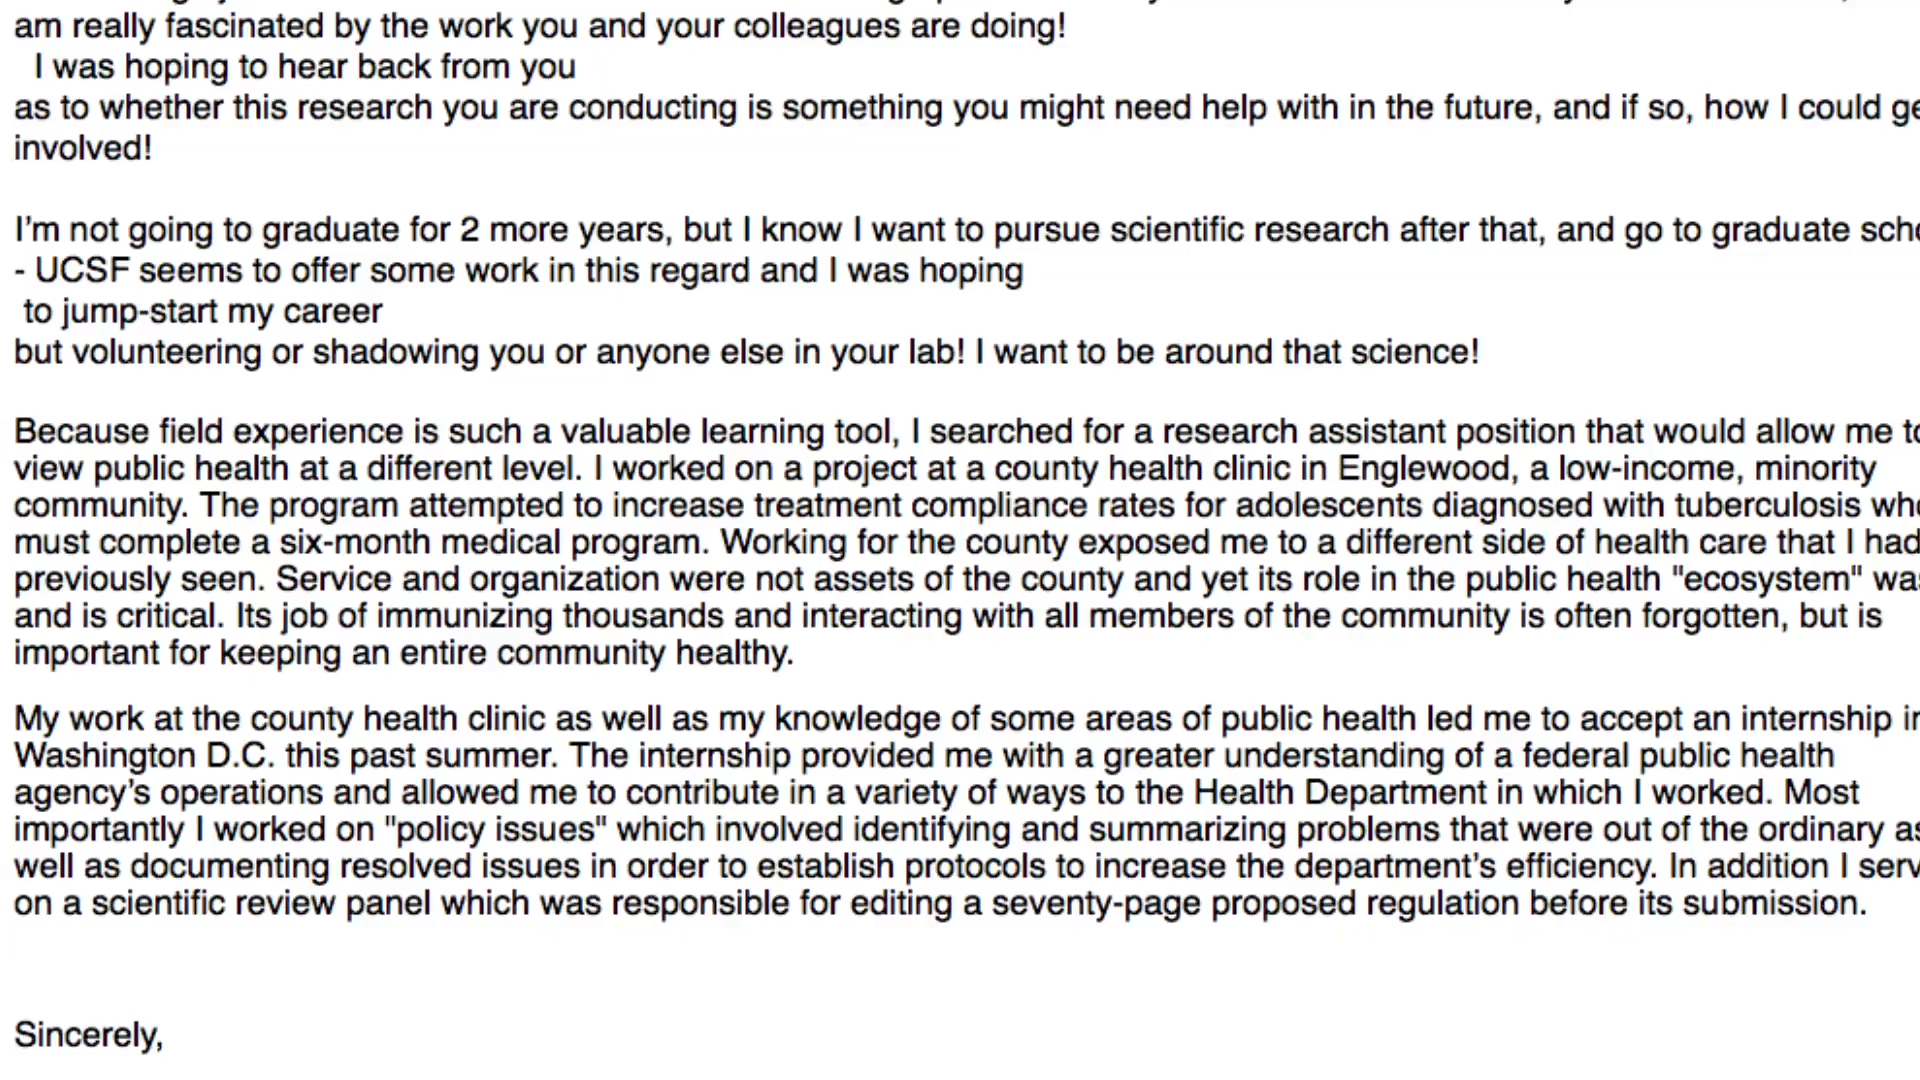 am really fascinated by the work you and your colleagues are doing!
I was hoping to hear back from you
as to whether this research you are conducting is something you might need help with in the future, and if so, how I could
involved!
I'm not going to graduate for 2 more years, but I know I want to pursue scientific research after that, and go to graduate
- UCSF seems to offer some work in this regard and I was hoping
to jump-start my career
but volunteering or shadowing you or anyone else in your lab! I want to be around that science!
Because field experience is such a valuable learning tool, I searched for a research assistant position that would allow me
view public health at a different level. I worked on a project at a county health clinic in Englewood, a low-income, minority
community. The program attempted to increase treatment compliance rates for adolescents diagnosed with tuberculosis
must complete a six-month medical program. Working for the county exposed me to a different side of health care that I had
previously seen. Service and organization were not assets of the county and yet its role in the public health "ecosystem"
and is critical. Its job of immunizing thousands and interacting with all members of the community is often forgotten, but is
important for keeping an entire community healthy.
My work at the county health clinic as well as my knowledge of some areas of public health led me to accept an internship
Washington D.C. this past summer. The internship provided me with a greater understanding of a federal public health
agency's operations and allowed me to contribute in a variety of ways to the Health Department in which I worked. Most
importantly I worked on "policy issues" which involved identifying and summarizing problems that were out of the ordinary
well as documenting resolved issues in order to establish protocols to increase the department's efficiency. In addition I
on a scientific review panel which was responsible for editing a seventy-page proposed regulation before its submission.
Sincerely,